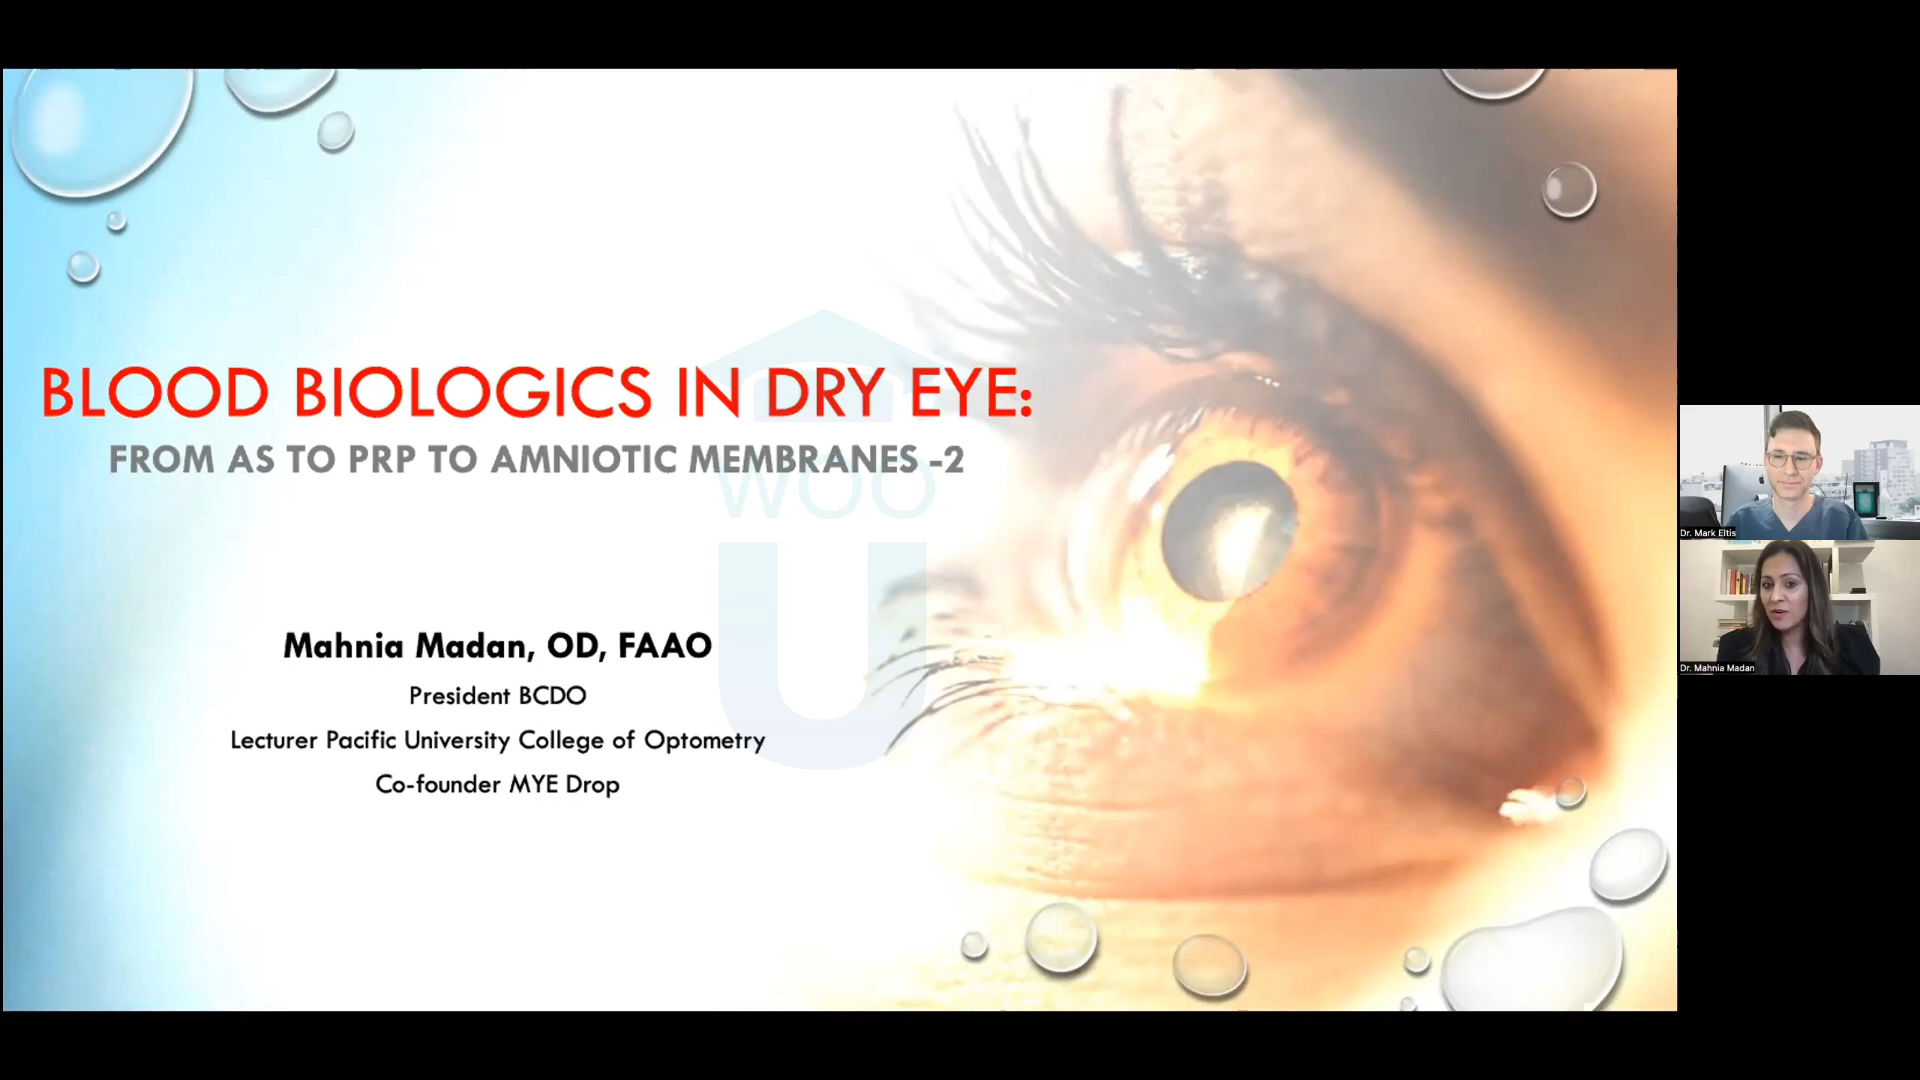 BLOOD BIOLOGICS IN DRY EYE:
FROM AS TO PRP TO AMNIOTIC MEMBRANES -2
WOO
U
Mahnia Madan, OD, FAAO
President BCDO
Lecturer Pacific University College of Optometry
Co-founder MYE Drop
Dr. Mark Eltis
Dr. Mahnia Madan